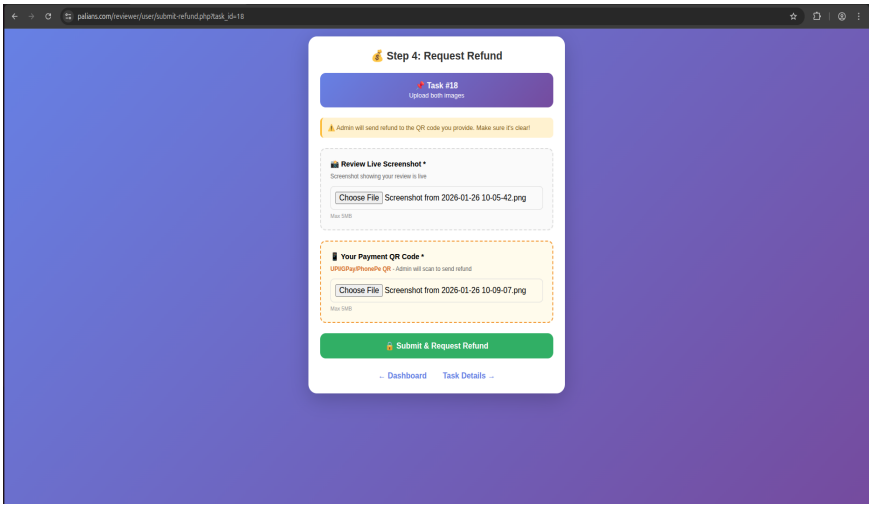 palians.com/reviewer/user/submit-refund.php?task_id=18
💰 Step 4: Request Refund
📌 Task #18
Upload both images
⚠️ Admin will send refund to the QR code you provide. Make sure it's clear!
📸 Review Live Screenshot *
Screenshot showing your review is live
Choose File Screenshot from 2026-01-26 10-05-42.png
Max 5MB
📱 Your Payment QR Code *
UPI/GPay/PhonePe QR - Admin will scan to send refund
Choose File Screenshot from 2026-01-26 10-09-07.png
Max 5MB
🔒 Submit & Request Refund
← Dashboard Task Details →